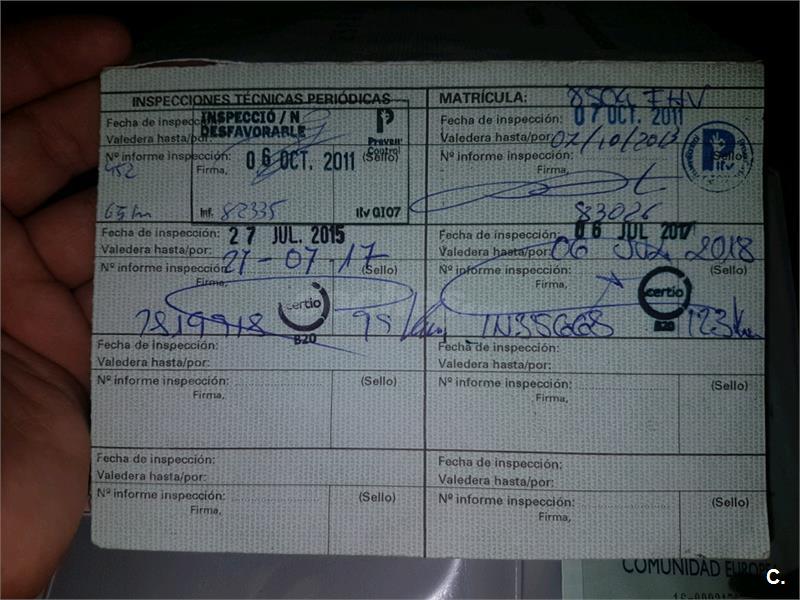 INSPECCIONES TÉCNICAS PERIÓDICAS
MATRÍCULA:
Fecha de inspección:
Valedera hasta/por:
Nº informe inspección:
Firma,
(Sello)
INSPECCIÓ / N
DESFAVORABLE
Preven
Control
06 OCT. 2011
Inf. 82335
itv 0107
Fecha de inspección: 07 OCT. 2011
Valedera hasta/por: 07/10/2013
Nº informe inspección:
Firma,
(Sello)
itv
83026
Fecha de inspección: 27 JUL. 2015
Valedera hasta/por: 27-07-17
Nº informe inspección:
Firma,
(Sello)
certio
B20
Fecha de inspección: 06 JUL 2017
Valedera hasta/por: 06 JUL 2018
Nº informe inspección:
Firma,
(Sello)
certio
B20
123 km
Fecha de inspección:
Valedera hasta/por:
Nº informe inspección:
Firma,
(Sello)
Fecha de inspección:
Valedera hasta/por:
Nº informe inspección:
Firma,
(Sello)
Fecha de inspección:
Valedera hasta/por:
Nº informe inspección:
Firma,
(Sello)
Fecha de inspección:
Valedera hasta/por:
Nº informe inspección:
Firma,
(Sello)
COMUNIDAD EUROPE
C.